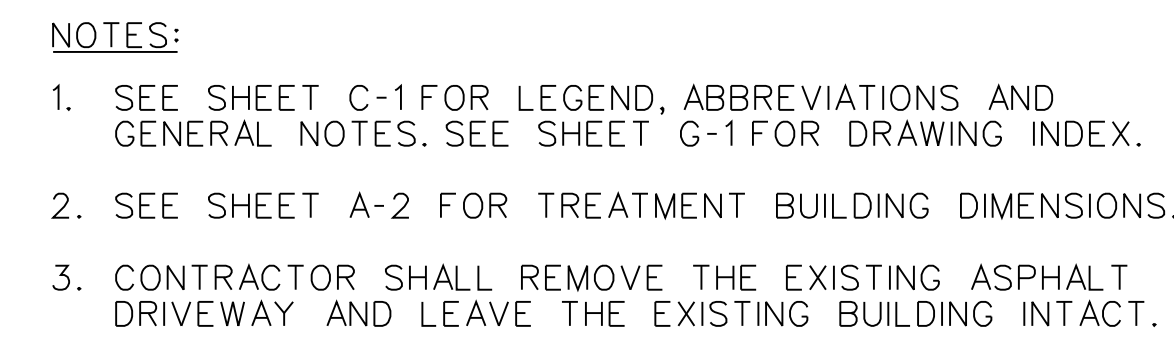 NOTES:
1. SEE SHEET C-1 FOR LEGEND, ABBREVIATIONS AND
GENERAL NOTES. SEE SHEET G-1 FOR DRAWING INDEX.
2. SEE SHEET A-2 FOR TREATMENT BUILDING DIMENSIONS.
3. CONTRACTOR SHALL REMOVE THE EXISTING ASPHALT
DRIVEWAY AND LEAVE THE EXISTING BUILDING INTACT.